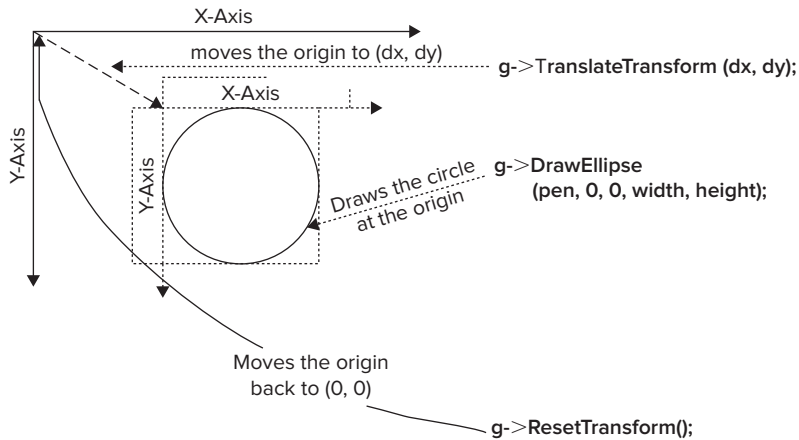 X-Axis
moves the origin to (dx, dy)
g->TranslateTransform (dx, dy);
X-Axis
Y-Axis
Y-Axis
Draws the circle
at the origin
g->DrawEllipse
(pen, 0, 0, width, height);
Moves the origin
back to (0, 0)
g->ResetTransform();